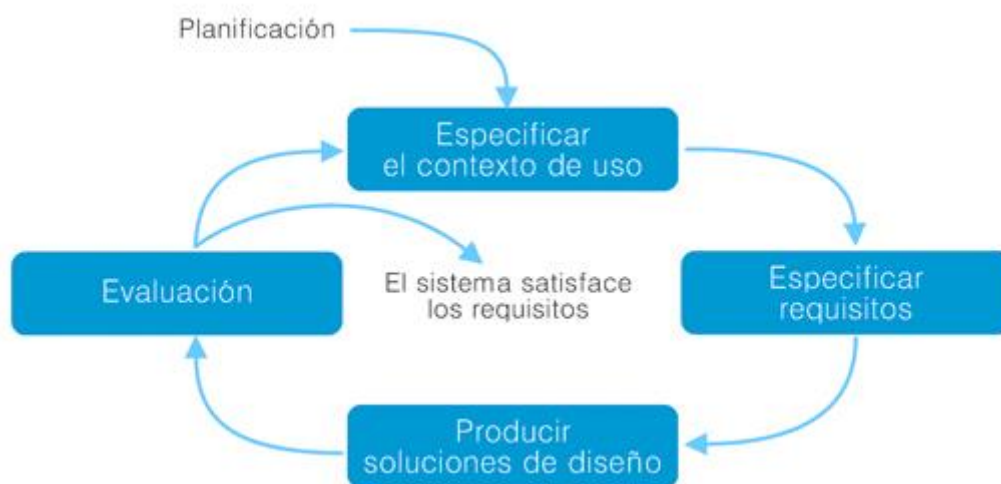 Planificación
Especificar
el contexto de uso
Evaluación
El sistema satisface
los requisitos
Especificar
requisitos
Producir
soluciones de diseño